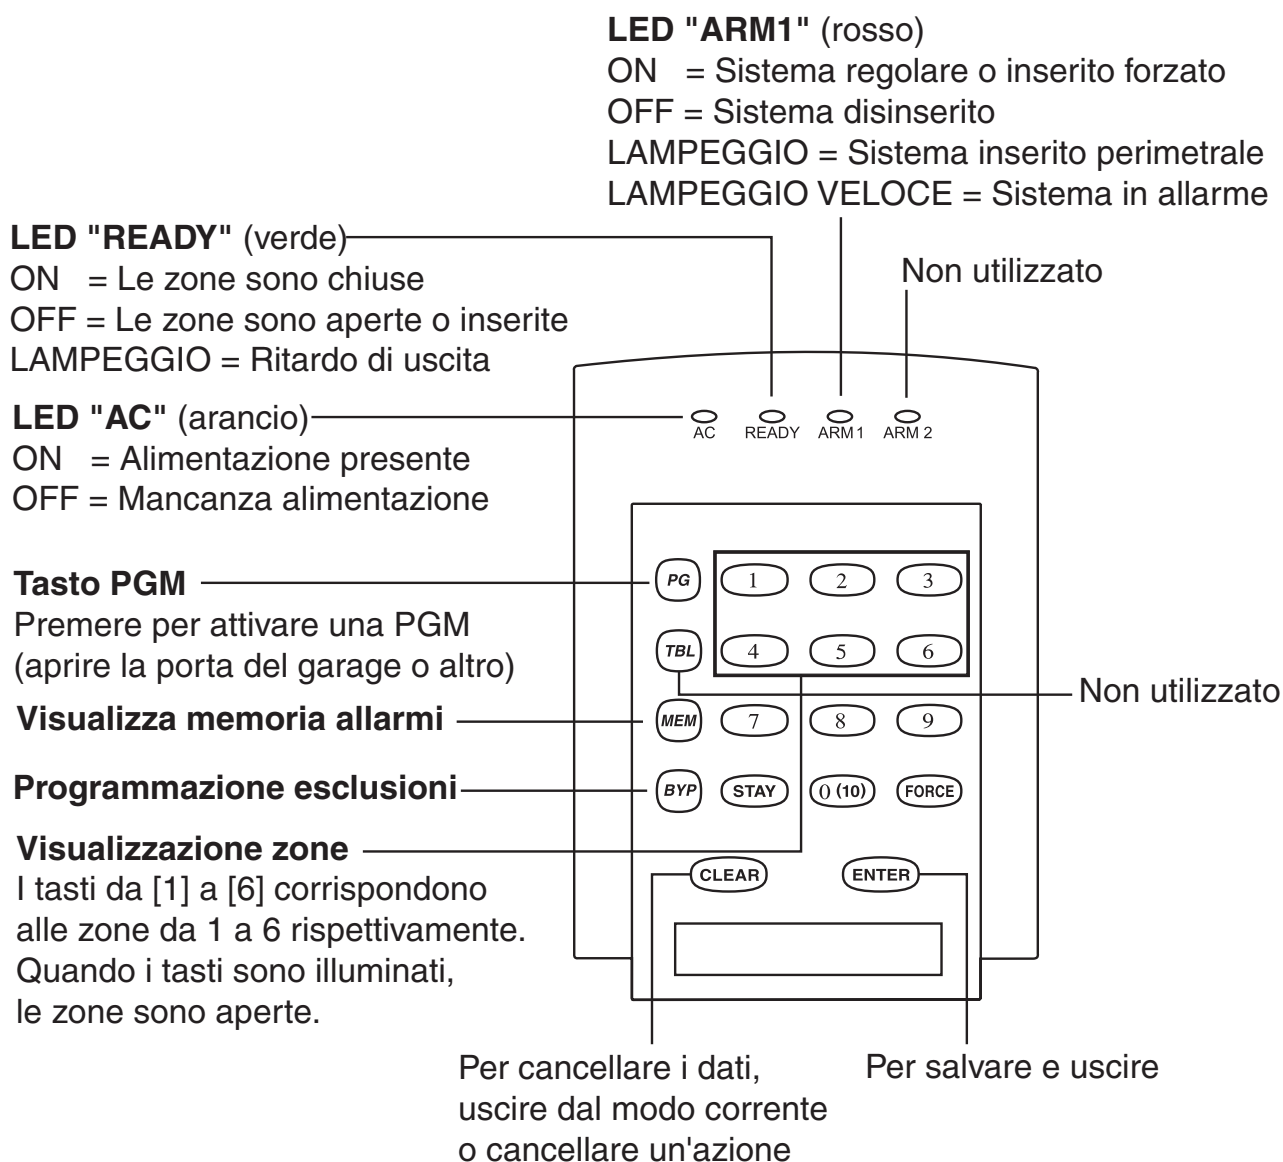 LED "ARM1" (rosso)
ON = Sistema regolare o inserito forzato
OFF = Sistema disinserito
LAMPEGGIO = Sistema inserito perimetrale
LAMPEGGIO VELOCE = Sistema in allarme
LED "READY" (verde)
ON = Le zone sono chiuse
OFF = Le zone sono aperte o inserite
LAMPEGGIO = Ritardo di uscita
Non utilizzato
LED "AC" (arancio)
ON = Alimentazione presente
OFF = Mancanza alimentazione
AC READY ARM 1 ARM 2
Tasto PGM
Premere per attivare una PGM
(aprire la porta del garage o altro)
PG 1 2 3
TBL 4 5 6
Non utilizzato
Visualizza memoria allarmi
MEM 7 8 9
Programmazione esclusioni
BYP STAY 0 (10) FORCE
Visualizzazione zone
I tasti da [1] a [6] corrispondono
alle zone da 1 a 6 rispettivamente.
Quando i tasti sono illuminati,
le zone sono aperte.
CLEAR ENTER
Per cancellare i dati,
uscire dal modo corrente
o cancellare un'azione
Per salvare e uscire